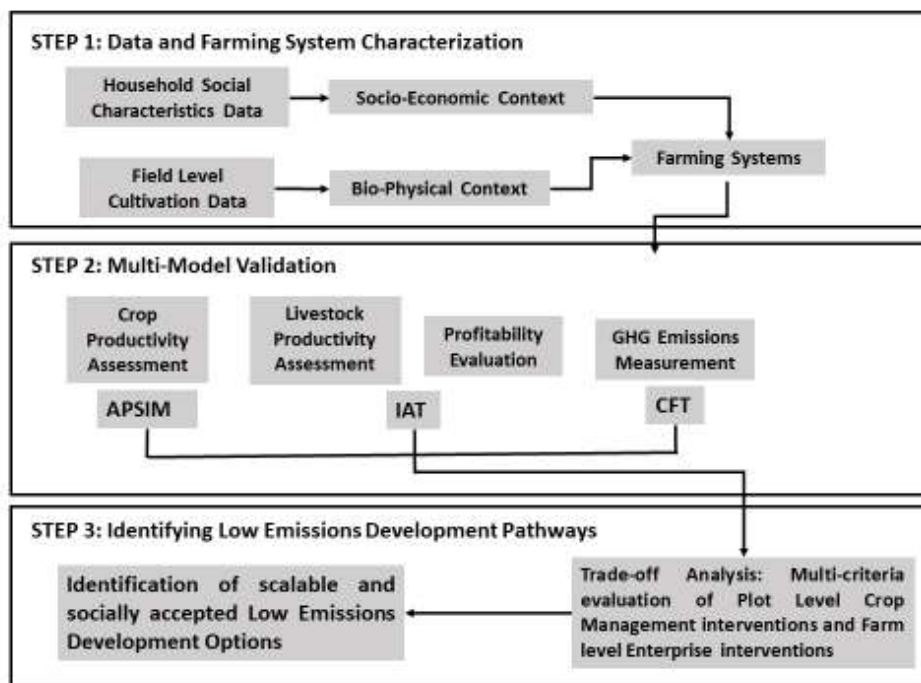 STEP 1: Data and Farming System Characterization
Household Social
Characteristics Data
Socio-Economic Context
Farming Systems
Field Level
Cultivation Data
Bio-Physical Context
STEP 2: Multi-Model Validation
Crop
Productivity
Assessment
Livestock
Productivity
Assessment
Profitability
Evaluation
GHG Emissions
Measurement
APSIM
IAT
CFT
STEP 3: Identifying Low Emissions Development Pathways
Identification of scalable and
socially accepted Low Emissions
Development Options
Trade-off Analysis: Multi-criteria
evaluation of Plot Level Crop
Management interventions and Farm
level Enterprise interventions